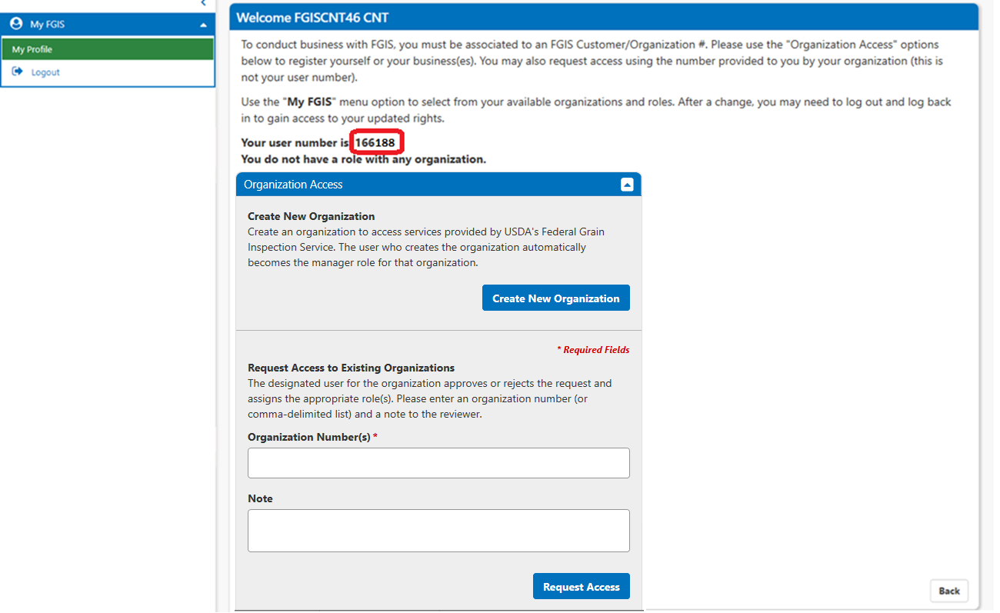 My FGIS
My Profile
Logout
Welcome FGISCNT46 CNT
To conduct business with FGIS, you must be associated to an FGIS Customer/Organization #. Please use the "Organization Access" options
below to register yourself or your business(es). You may also request access using the number provided to you by your organization (this is
not your user number).
Use the "My FGIS" menu option to select from your available organizations and roles. After a change, you may need to log out and log back
in to gain access to your updated rights.
Your user number is 166188
You do not have a role with any organization.
Organization Access
Create New Organization
Create an organization to access services provided by USDA's Federal Grain
Inspection Service. The user who creates the organization automatically
becomes the manager role for that organization.
Create New Organization
* Required Fields
Request Access to Existing Organizations
The designated user for the organization approves or rejects the request and
assigns the appropriate role(s). Please enter an organization number (or
comma-delimited list) and a note to the reviewer.
Organization Number(s) *
Note
Request Access
Back